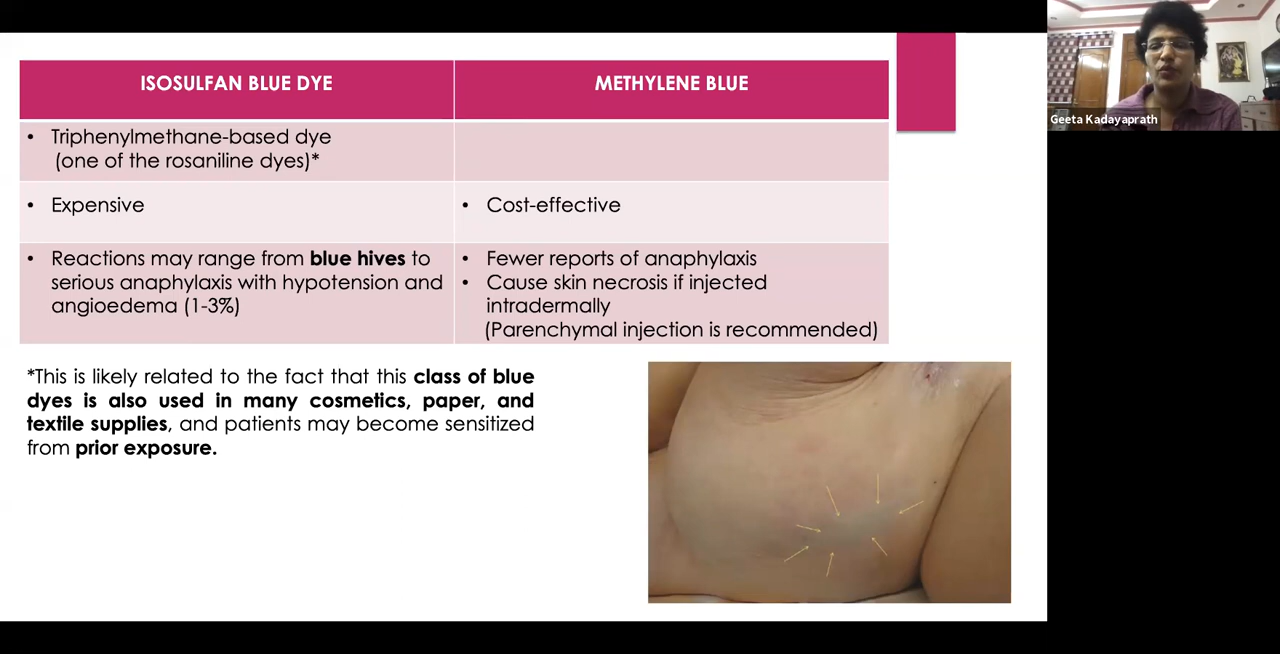 ISOSULFAN BLUE DYE
METHYLENE BLUE
• Triphenylmethane-based dye
(one of the rosaniline dyes)*
• Expensive
• Cost-effective
• Reactions may range from blue hives to
serious anaphylaxis with hypotension and
angioedema (1-3%)
• Fewer reports of anaphylaxis
• Cause skin necrosis if injected
intradermally
(Parenchymal injection is recommended)
*This is likely related to the fact that this class of blue
dyes is also used in many cosmetics, paper, and
textile supplies, and patients may become sensitized
from prior exposure.
Geeta Kadayaprath